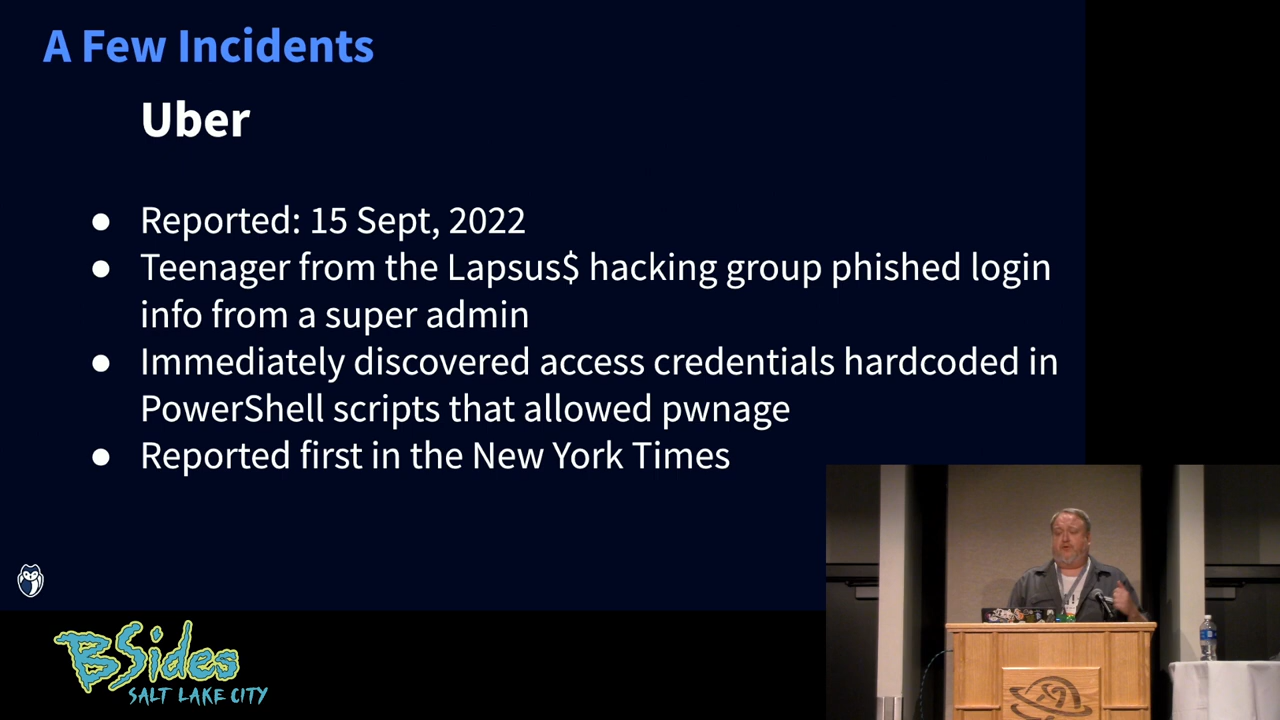 A Few Incidents
Uber
● Reported: 15 Sept, 2022
● Teenager from the Lapsus$ hacking group phished login
info from a super admin
● Immediately discovered access credentials hardcoded in
PowerShell scripts that allowed pwnage
● Reported first in the New York Times
BSides
SALT LAKE CITY